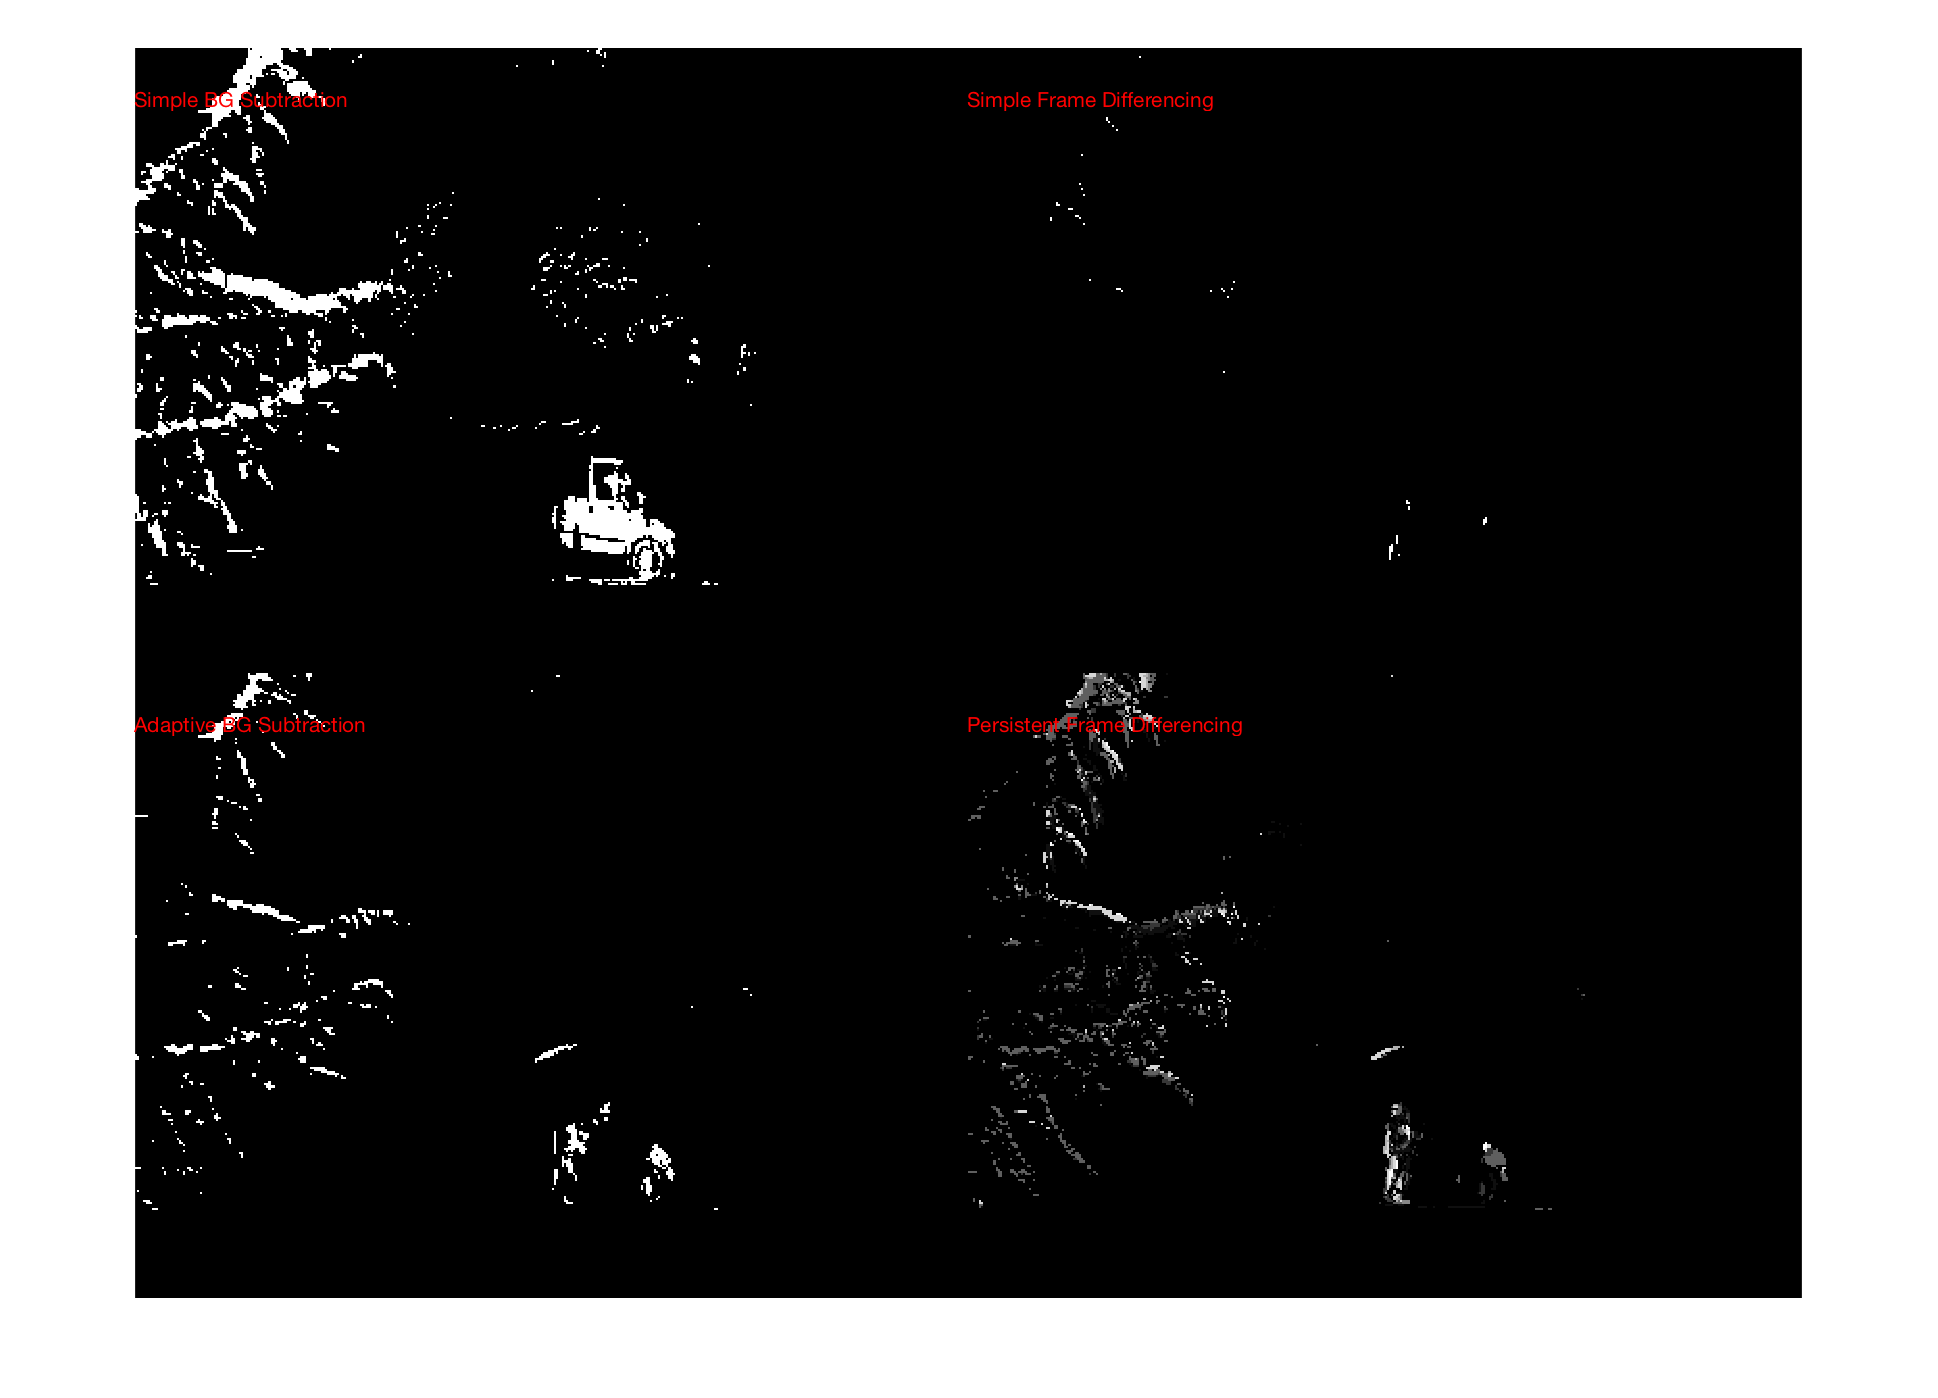 Simple BG Subtraction
Simple Frame Differencing
Adaptive BG Subtraction
Persistent Frame Differencing